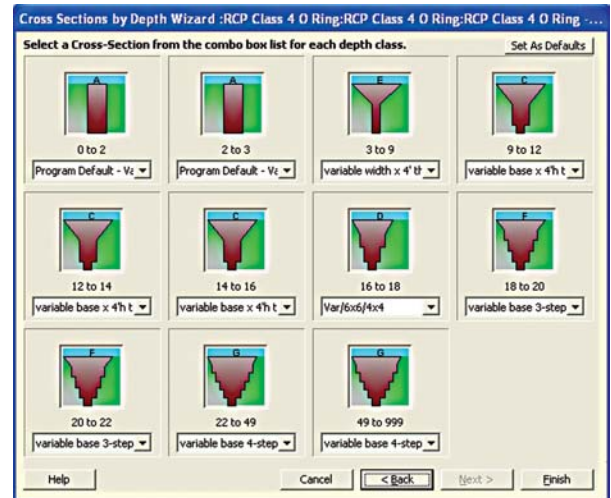 Cross Sections by Depth Wizard :RCP Class 4 O Ring:RCP Class 4 O Ring:RCP Class 4 O Ring -...
Select a Cross-Section from the combo box list for each depth class.
Set As Defaults
A A E C
0 to 2 2 to 3 3 to 9 9 to 12
Program Default - Va Program Default - Va variable width x 4' th variable base x 4'h t
C C D F
12 to 14 14 to 16 16 to 18 18 to 20
variable base x 4'h t variable base x 4'h t Var/6x6/4x4 variable base 3-step
F G G
20 to 22 22 to 49 49 to 999
variable base 3-step variable base 4-step variable base 4-step
Help Cancel < Back Next > Finish